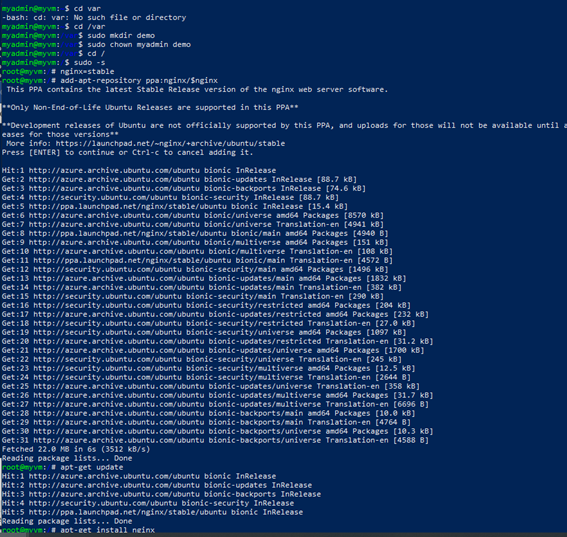 myadmin@myvm: $ cd var
-bash: cd: var: No such file or directory
myadmin@myvm: $ cd /var
myadmin@myvm: $ sudo mkdir demo
myadmin@myvm: $ sudo chown myadmin demo
myadmin@myvm: $ cd /
myadmin@myvm: $ sudo -s
root@myvm: # nginx=stable
root@myvm: # add-apt-repository ppa:nginx/$nginx
This PPA contains the latest Stable Release version of the nginx web server software.
**Only Non-End-of-Life Ubuntu Releases are supported in this PPA**
**Development releases of Ubuntu are not officially supported by this PPA, and uploads for those will not be available until a
eases for those versions**
More info: https://launchpad.net/~nginx/+archive/ubuntu/stable
Press [ENTER] to continue or Ctrl-c to cancel adding it.
Hit:1 http://azure.archive.ubuntu.com/ubuntu bionic InRelease
Get:2 http://azure.archive.ubuntu.com/ubuntu bionic-updates InRelease [88.7 kB]
Get:3 http://azure.archive.ubuntu.com/ubuntu bionic-backports InRelease [74.6 kB]
Get:4 http://security.ubuntu.com/ubuntu bionic-security InRelease [88.7 kB]
Get:5 http://ppa.launchpad.net/nginx/stable/ubuntu bionic InRelease [15.4 kB]
Get:6 http://azure.archive.ubuntu.com/ubuntu bionic/universe amd64 Packages [8570 kB]
Get:7 http://azure.archive.ubuntu.com/ubuntu bionic/universe Translation-en [4941 kB]
Get:8 http://ppa.launchpad.net/nginx/stable/ubuntu bionic/main amd64 Packages [4940 B]
Get:9 http://azure.archive.ubuntu.com/ubuntu bionic/multiverse amd64 Packages [151 kB]
Get:10 http://azure.archive.ubuntu.com/ubuntu bionic/multiverse Translation-en [108 kB]
Get:11 http://ppa.launchpad.net/nginx/stable/ubuntu bionic/main Translation-en [4572 B]
Get:12 http://security.ubuntu.com/ubuntu bionic-security/main amd64 Packages [1496 kB]
Get:13 http://azure.archive.ubuntu.com/ubuntu bionic-updates/main amd64 Packages [1832 kB]
Get:14 http://azure.archive.ubuntu.com/ubuntu bionic-updates/main Translation-en [382 kB]
Get:15 http://security.ubuntu.com/ubuntu bionic-security/main Translation-en [290 kB]
Get:16 http://security.ubuntu.com/ubuntu bionic-security/restricted amd64 Packages [204 kB]
Get:17 http://azure.archive.ubuntu.com/ubuntu bionic-updates/restricted amd64 Packages [232 kB]
Get:18 http://security.ubuntu.com/ubuntu bionic-security/restricted Translation-en [27.0 kB]
Get:19 http://security.ubuntu.com/ubuntu bionic-security/universe amd64 Packages [1097 kB]
Get:20 http://azure.archive.ubuntu.com/ubuntu bionic-updates/restricted Translation-en [31.2 kB]
Get:21 http://azure.archive.ubuntu.com/ubuntu bionic-updates/universe amd64 Packages [1700 kB]
Get:22 http://security.ubuntu.com/ubuntu bionic-security/universe Translation-en [245 kB]
Get:23 http://security.ubuntu.com/ubuntu bionic-security/multiverse amd64 Packages [12.5 kB]
Get:24 http://security.ubuntu.com/ubuntu bionic-security/multiverse Translation-en [2644 B]
Get:25 http://azure.archive.ubuntu.com/ubuntu bionic-updates/universe Translation-en [358 kB]
Get:26 http://azure.archive.ubuntu.com/ubuntu bionic-updates/multiverse amd64 Packages [31.7 kB]
Get:27 http://azure.archive.ubuntu.com/ubuntu bionic-updates/multiverse Translation-en [6696 B]
Get:28 http://azure.archive.ubuntu.com/ubuntu bionic-backports/main amd64 Packages [10.0 kB]
Get:29 http://azure.archive.ubuntu.com/ubuntu bionic-backports/main Translation-en [4764 B]
Get:30 http://azure.archive.ubuntu.com/ubuntu bionic-backports/universe amd64 Packages [10.3 kB]
Get:31 http://azure.archive.ubuntu.com/ubuntu bionic-backports/universe Translation-en [4588 B]
Fetched 22.0 MB in 6s (3512 kB/s)
Reading package lists... Done
root@myvm: # apt-get update
Hit:1 http://azure.archive.ubuntu.com/ubuntu bionic InRelease
Hit:2 http://azure.archive.ubuntu.com/ubuntu bionic-updates InRelease
Hit:3 http://azure.archive.ubuntu.com/ubuntu bionic-backports InRelease
Hit:4 http://security.ubuntu.com/ubuntu bionic-security InRelease
Hit:5 http://ppa.launchpad.net/nginx/stable/ubuntu bionic InRelease
Reading package lists... Done
root@myvm: # apt-get install nginx